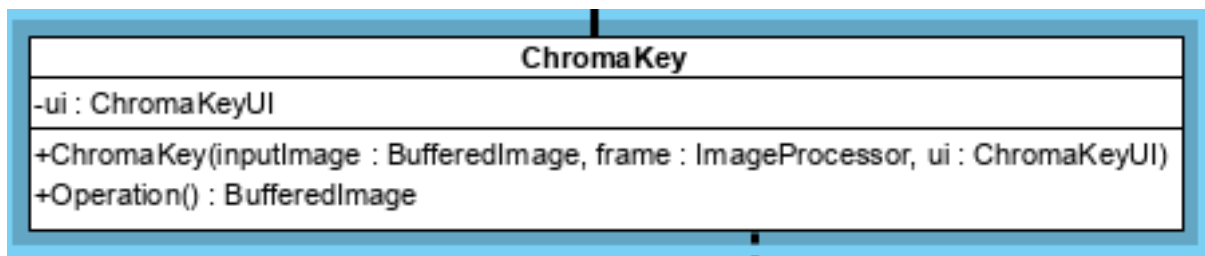 ChromaKey
-ui : ChromaKeyUI
+ChromaKey(inputImage : BufferedImage, frame : ImageProcessor, ui : ChromaKeyUI)
+Operation() : BufferedImage